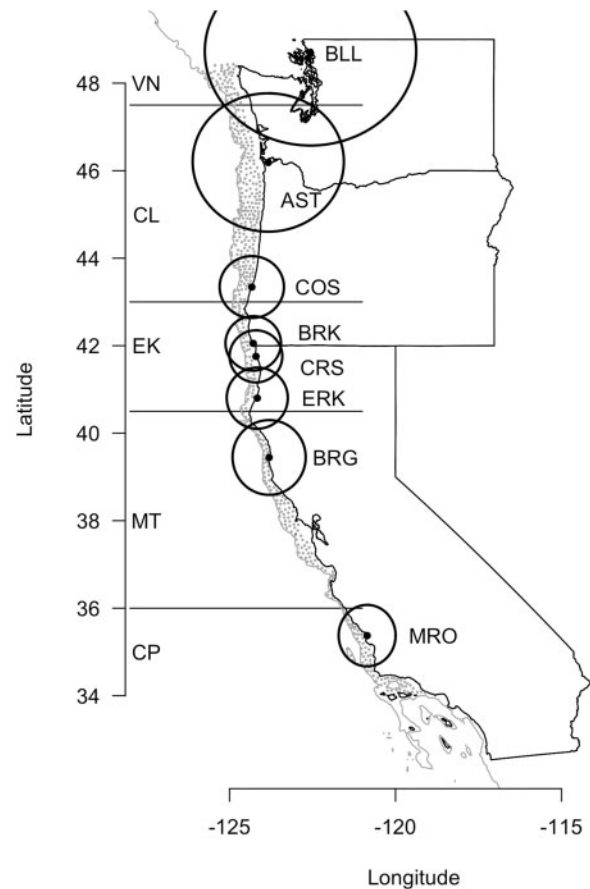 BLL
48
VN
46
AST
CL
44
COS
BRK
42
EK
CRS
ERK
40
BRG
38
MT
36
MRO
CP
34
Latitude
-125
-120
-115
Longitude